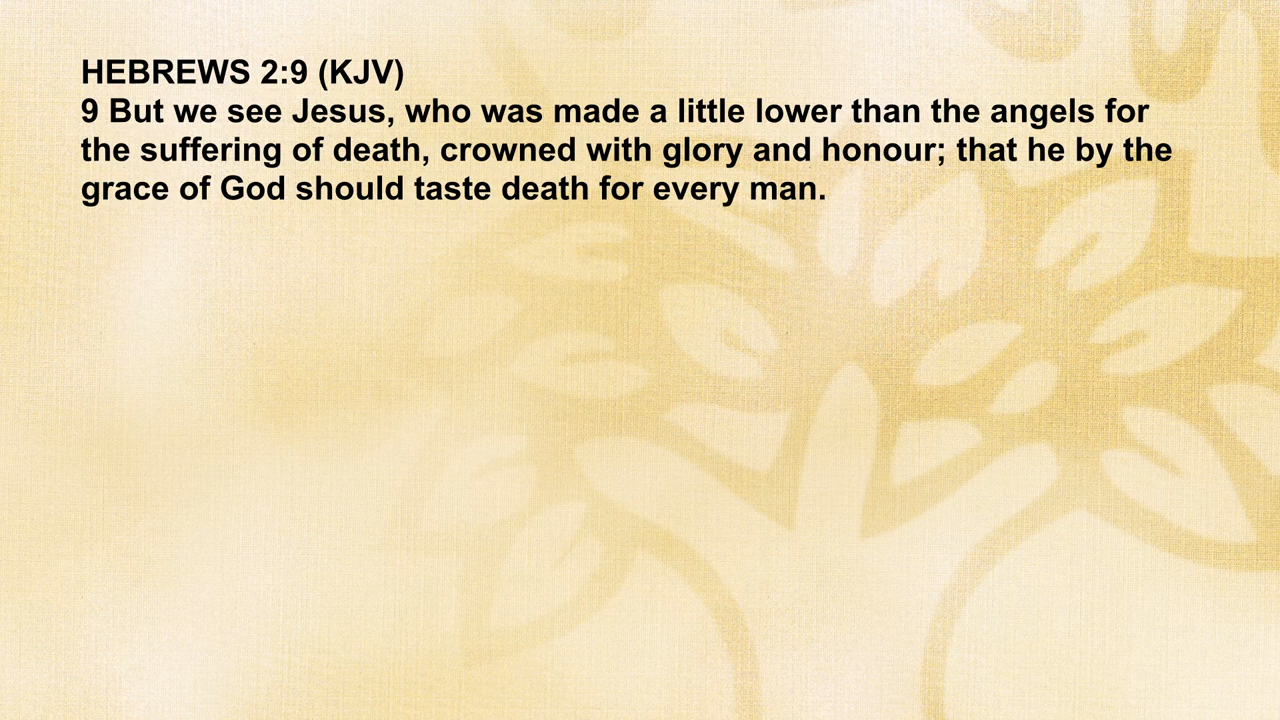 HEBREWS 2:9 (KJV)
9 But we see Jesus, who was made a little lower than the angels for
the suffering of death, crowned with glory and honour; that he by the
grace of God should taste death for every man.